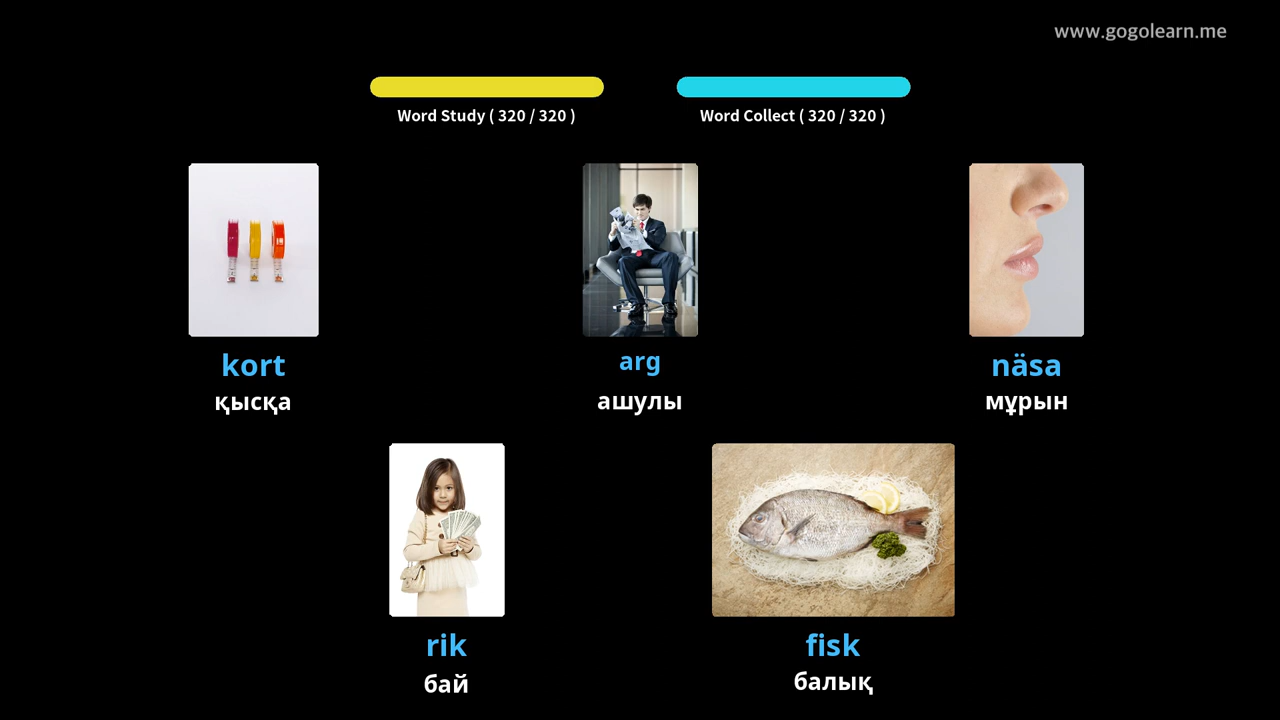 www.gogolearn.me
Word Study ( 320 / 320 )
Word Collect ( 320 / 320 )
kort
қысқа
arg
ашулы
näsa
мұрын
rik
бай
fisk
балық